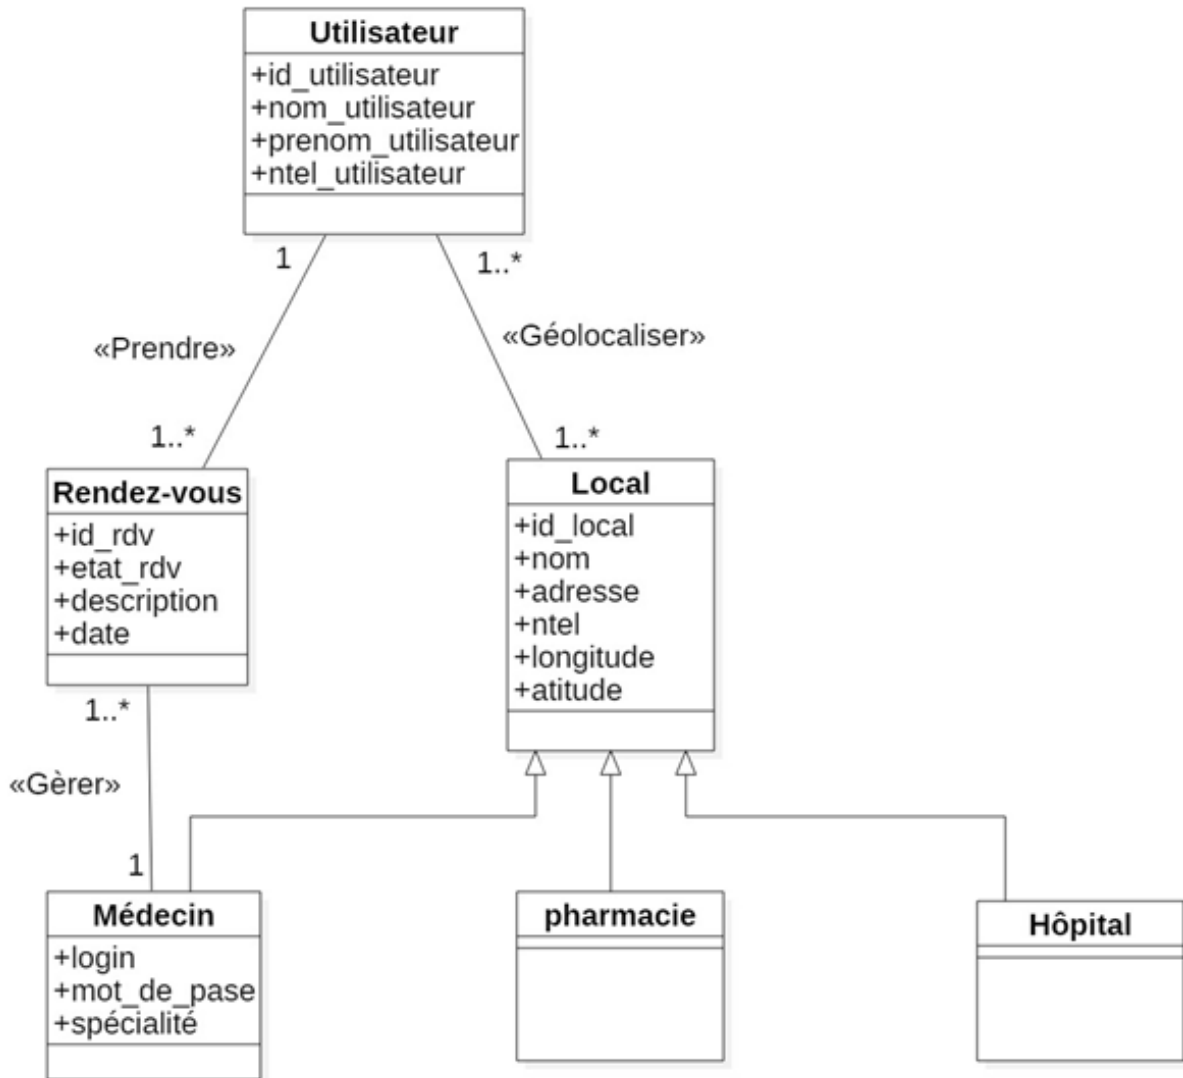 Utilisateur
+id_utilisateur
+nom_utilisateur
+prenom_utilisateur
+ntel_utilisateur
1
1..*
«Prendre»
«Géolocaliser»
1..*
1..*
Rendez-vous
+id_rdv
+etat_rdv
+description
+date
Local
+id_local
+nom
+adresse
+ntel
+longitude
+atitude
1..*
«Gèrer»
1
Médecin
+login
+mot_de_pase
+spécialité
pharmacie
Hôpital